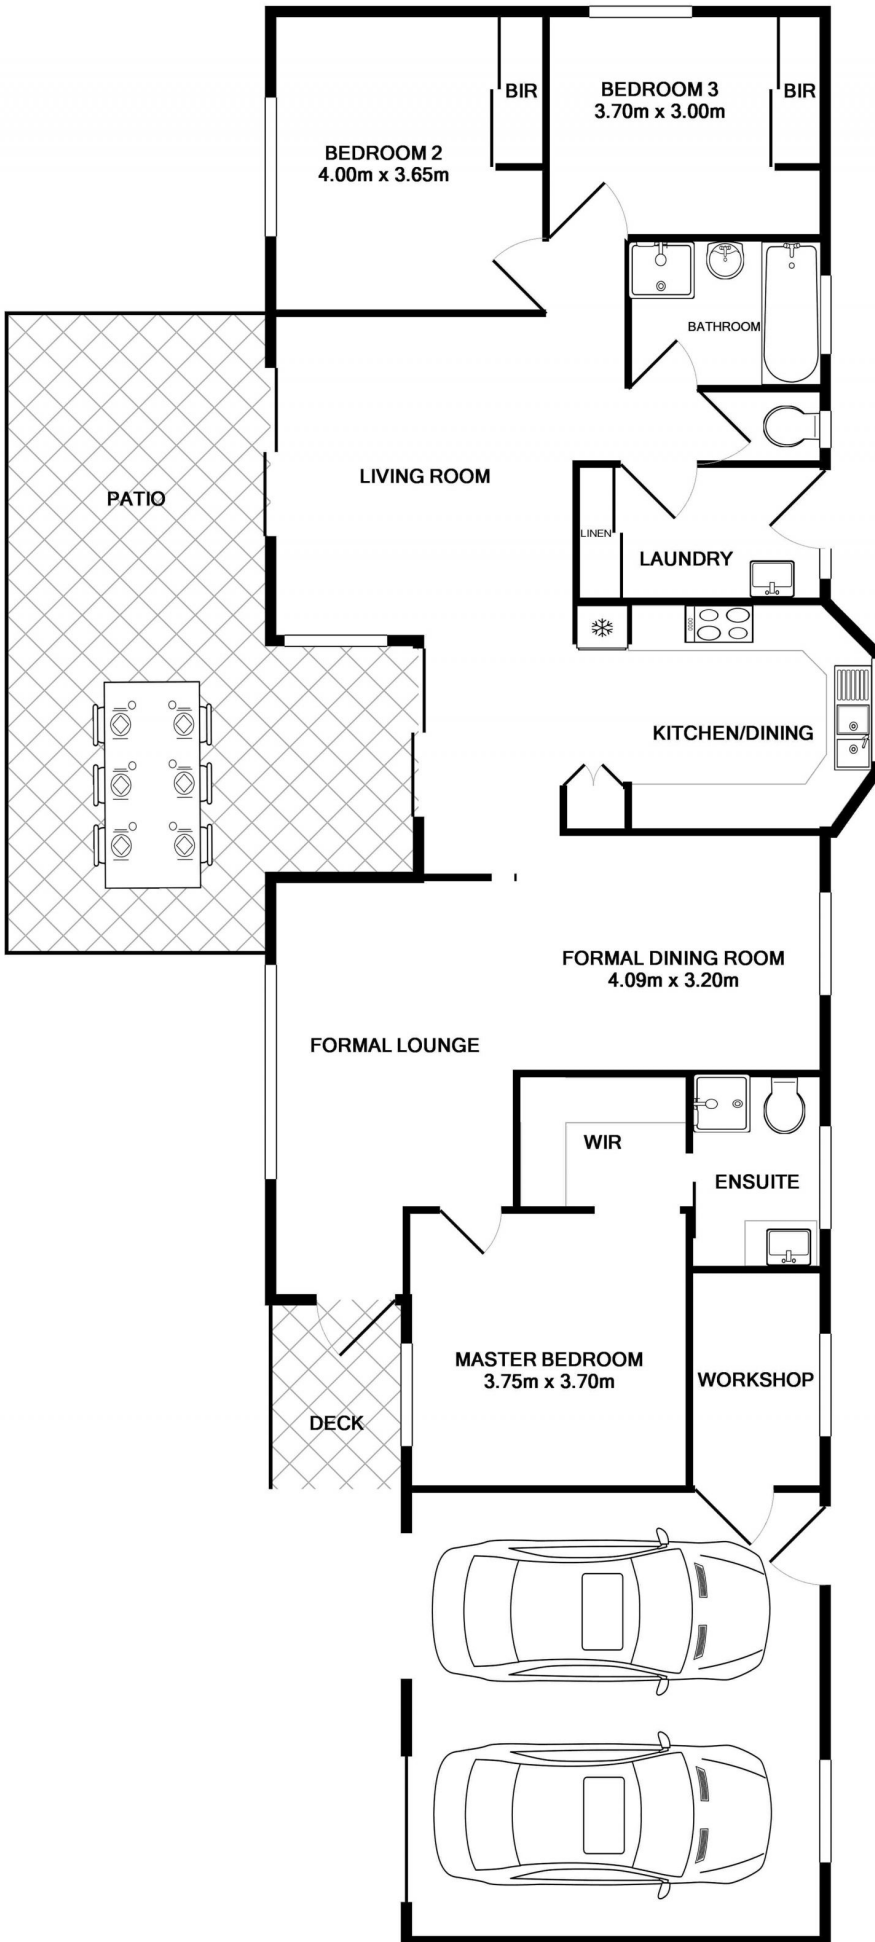 BIR
BEDROOM 3
3.70m x 3.00m
BIR
BEDROOM 2
4.00m x 3.65m
BATHROOM
LIVING ROOM
PATIO
LINEN
LAUNDRY
KITCHEN/DINING
FORMAL DINING ROOM
4.09m x 3.20m
FORMAL LOUNGE
WIR
ENSUITE
MASTER BEDROOM
3.75m x 3.70m
WORKSHOP
DECK